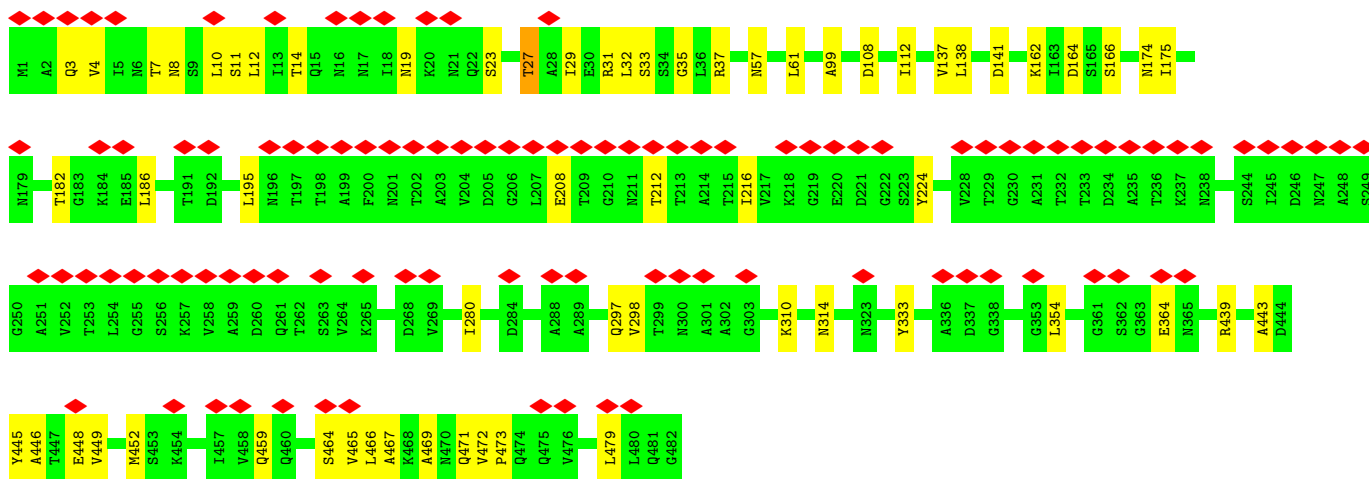 M1 A2 Q3 V4 I5 N6 T7 N8 S9 L10 S11 L12 I13 T14 Q15 N16 N17 I18 N19 K20 N21 Q22 S23 T27 A28 I29 E30 R31 L32 S33 S34 G35 L36 R37 N57 L61 A99 D108 I112 V137 L138 D141 K162 I163 D164 S165 S166 N174 I175
N179 T182 G183 K184 E185 L186 T191 D192 L195 N196 T197 T198 A199 F200 N201 T202 A203 V204 D205 G206 L207 E208 T209 G210 N211 T212 T213 A214 T215 I216 V217 K218 G219 E220 D221 G222 S223 Y224 V228 T229 G230 A231 T232 T233 D234 A235 T236 K237 N238 S244 I245 D246 N247 A248 S249
G250 A251 V252 T253 L254 G255 S256 K257 V258 A259 D260 Q261 T262 S263 V264 K265 D268 V269 I280 D284 A288 A289 Q297 V298 T299 N300 A301 A302 G303 K310 N314 N323 Y333 A336 D337 G338 G353 L354 G361 S362 G363 E364 N365 R439 A443 D444
Y445 A446 T447 E448 V449 M452 S453 K454 I457 V458 Q459 Q460 S464 V465 L466 A467 K468 A469 N470 Q471 V472 P473 Q474 Q475 V476 L479 L480 Q481 G482